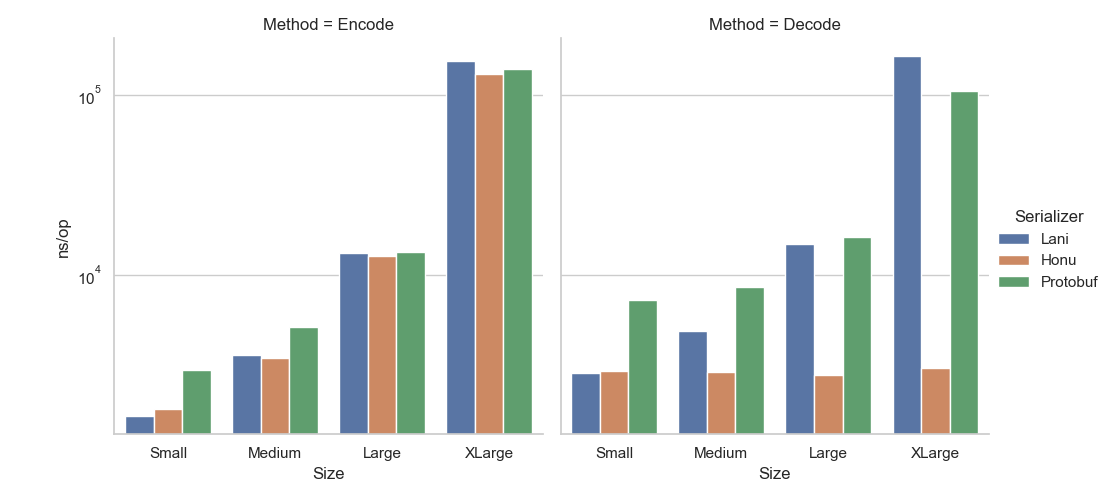 Method = Encode
Method = Decode
ns/op
10^5
10^4
Small Medium Large XLarge
Size
Small Medium Large XLarge
Size
Serializer
Lani
Honu
Protobuf